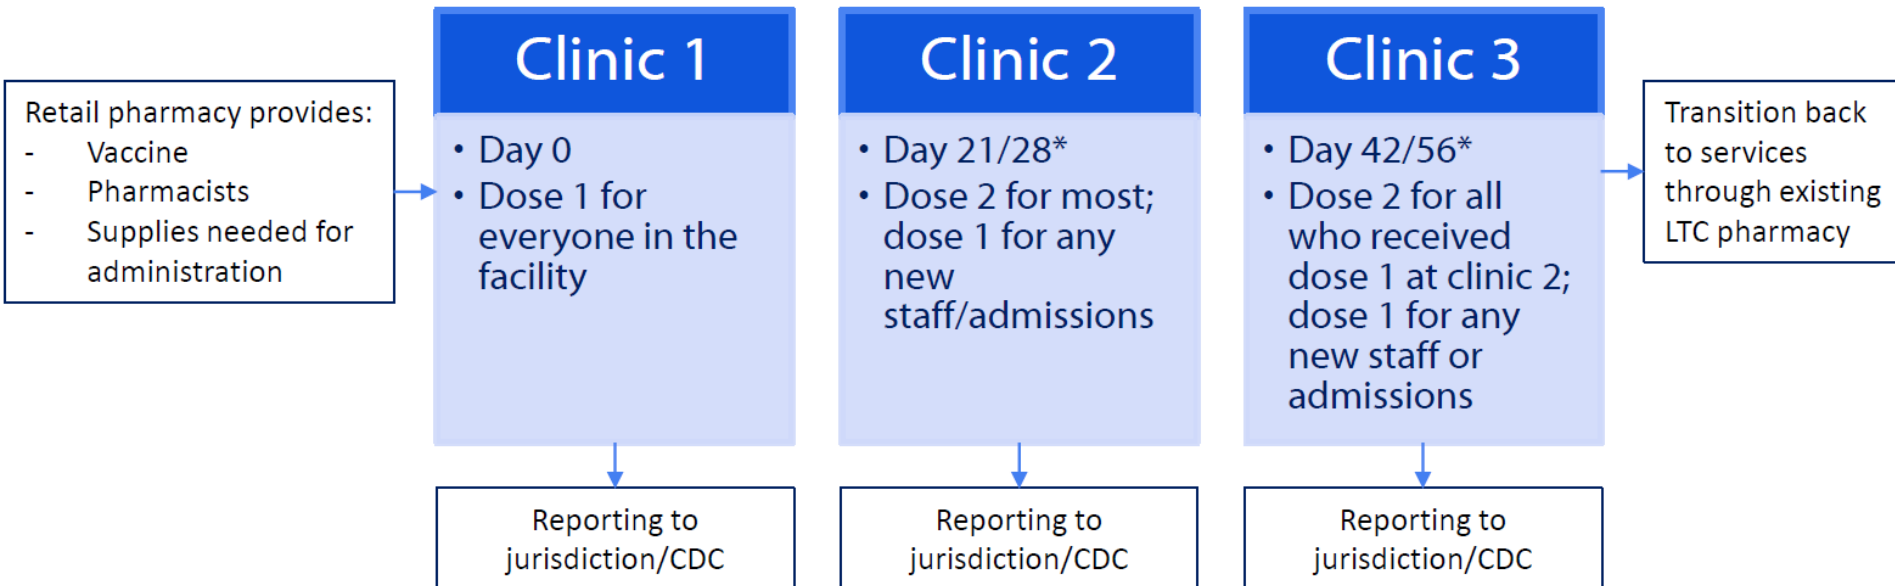 Retail pharmacy provides:
- Vaccine
- Pharmacists
- Supplies needed for
administration
Clinic 1
• Day 0
• Dose 1 for
everyone in the
facility
Reporting to
jurisdiction/CDC
Clinic 2
• Day 21/28*
• Dose 2 for most;
dose 1 for any
new
staff/admissions
Reporting to
jurisdiction/CDC
Clinic 3
• Day 42/56*
• Dose 2 for all
who received
dose 1 at clinic 2;
dose 1 for any
new staff or
admissions
Reporting to
jurisdiction/CDC
Transition back
to services
through existing
LTC pharmacy